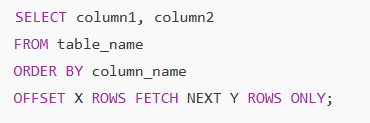 SELECT column1, column2
FROM table_name
ORDER BY column_name
OFFSET X ROWS FETCH NEXT Y ROWS ONLY;